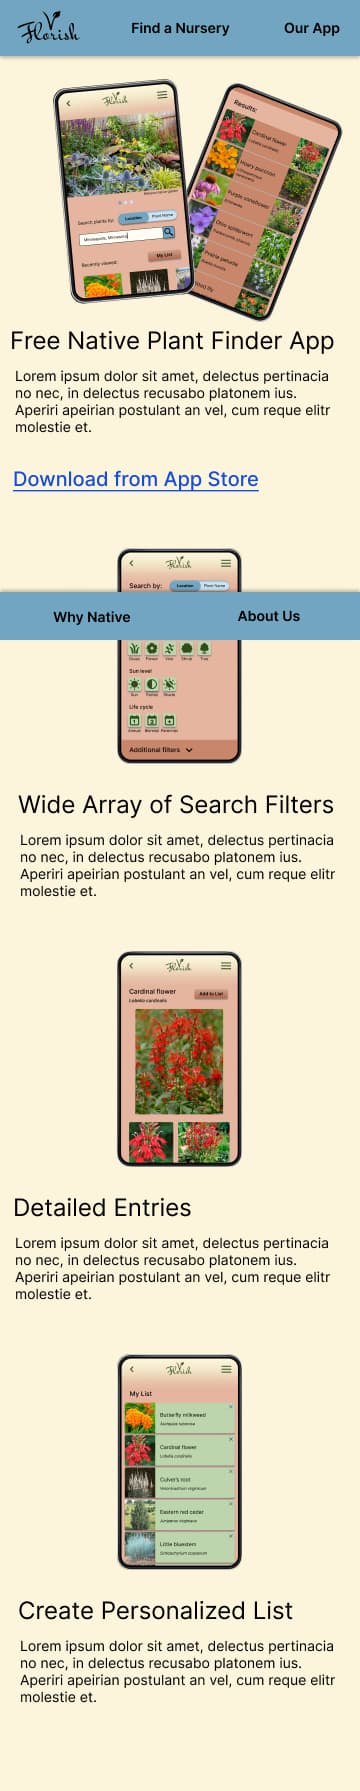 Florish
Find a Nursery
Our App
Florish
Search plants by:
Location
Plant Name
Minneapolis, Minnesota
My List
Recently viewed:
Results:
Cardinal flower
Lobelia cardinalis
Hoary puccoon
Purple coneflower
Ohio spiderwort
Prairie petunia
Free Native Plant Finder App
Lorem ipsum dolor sit amet, delectus pertinacia
no nec, in delectus recusabo platonem ius.
Aperiri apeirian postulant an vel, cum reque elitr
molestie et.
Download from App Store
Florish
Search by:
Location
Plant Name
Why Native
About Us
Grass
Flower
Vine
Shrub
Tree
Sun level
Sun
Partial
Shade
Life cycle
Annual
Biennial
Perennial
Additional filters
Wide Array of Search Filters
Lorem ipsum dolor sit amet, delectus pertinacia
no nec, in delectus recusabo platonem ius.
Aperiri apeirian postulant an vel, cum reque elitr
molestie et.
Florish
Cardinal flower
Lobelia cardinalis
Add to List
Detailed Entries
Lorem ipsum dolor sit amet, delectus pertinacia
no nec, in delectus recusabo platonem ius.
Aperiri apeirian postulant an vel, cum reque elitr
molestie et.
Florish
My List
Butterfly milkweed
Asclepias tuberosa
Cardinal flower
Lobelia cardinalis
Culver's root
Veronicastrum virginicum
Eastern red cedar
Juniperus virginiana
Little bluestem
Schizachyrium scoparium
Create Personalized List
Lorem ipsum dolor sit amet, delectus pertinacia
no nec, in delectus recusabo platonem ius.
Aperiri apeirian postulant an vel, cum reque elitr
molestie et.